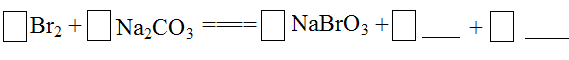 □Br₂ + □Na₂CO₃ ═══ □ NaBrO₃ + □ ___ + □ ___